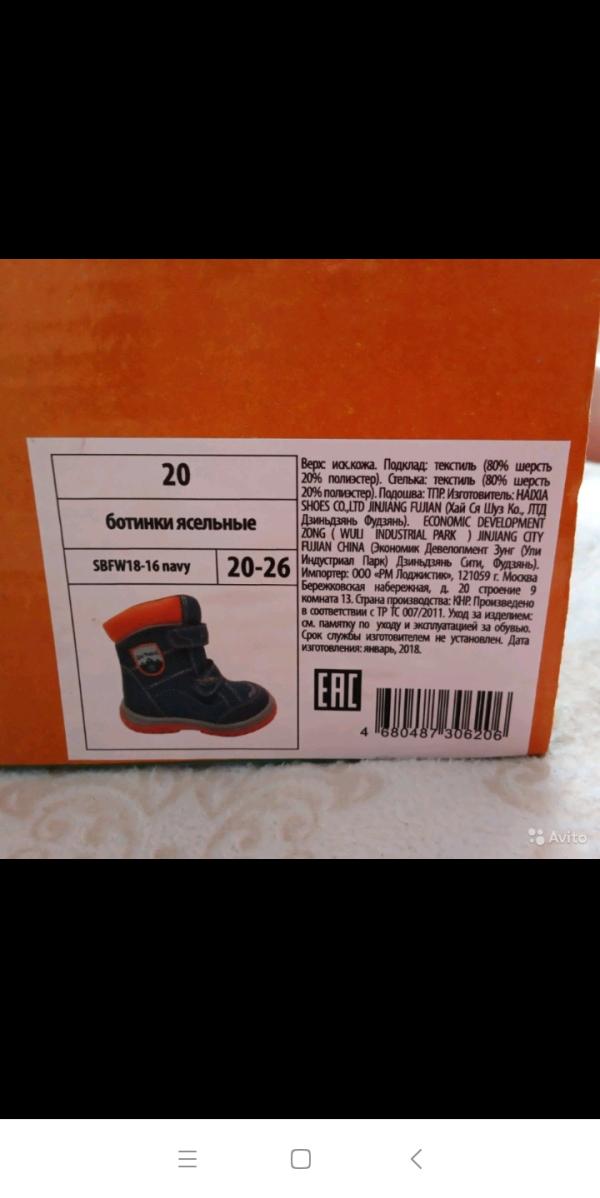 20
ботинки ясельные
SBFW18-16 navy
20-26
Верх: иск.кожа. Подклад: текстиль (80% шерсть
20% полиэстер). Стелька: текстиль (80% шерсть
20% полиэстер). Подошва: ТПР. Изготовитель: HAIXIA
SHOES CO.,LTD JINJIANG FUJIAN (Хай Ся Шуз Ко., ЛТД
Дзиньдзянь Фудзянь). ECONOMIC DEVELOPMENT
ZONG ( WULI INDUSTRIAL PARK ) JINJIANG CITY
FUJIAN CHINA (Экономик Девелопмент Зунг (Ули
Индустриал Парк) Дзиньдзянь Сити, Фудзянь).
Импортер: ООО «РМ Лоджистик», 121059 г. Москва
Бережковская набережная, д. 20 строение 9
комната 13. Страна производства: КНР. Произведено
в соответствии с ТР ТС 007/2011. Уход за изделием:
см. памятку по уходу и эксплуатацией за обувью.
Срок службы изготовителем не установлен. Дата
изготовления: январь, 2018.
EAC
4 680487 306206
Avito